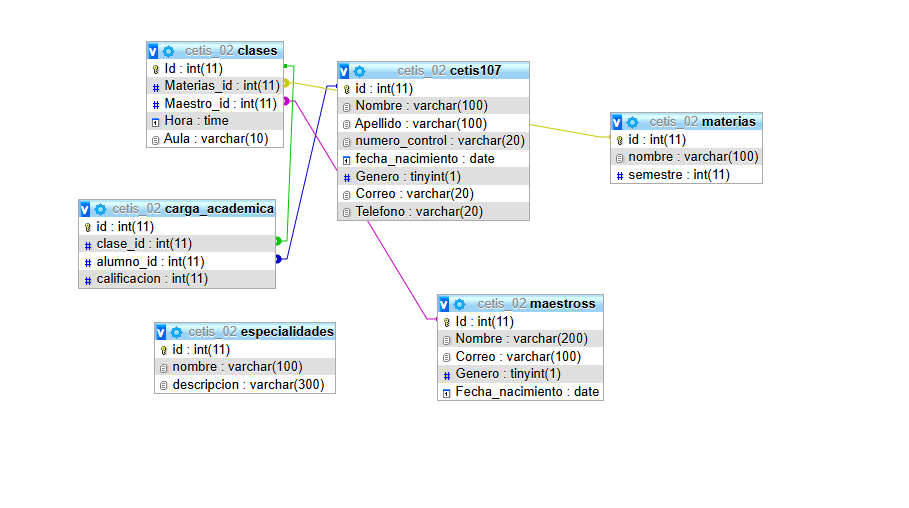 cetis_02 clases
Id : int(11)
Materias_id : int(11)
Maestro_id : int(11)
Hora : time
Aula : varchar(10)
cetis_02 cetis107
id : int(11)
Nombre : varchar(100)
Apellido : varchar(100)
numero_control : varchar(20)
fecha_nacimiento : date
Genero : tinyint(1)
Correo : varchar(20)
Telefono : varchar(20)
cetis_02 materias
id : int(11)
nombre : varchar(100)
semestre : int(11)
cetis_02 carga_academica
id : int(11)
clase_id : int(11)
alumno_id : int(11)
calificacion : int(11)
cetis_02 especialidades
id : int(11)
nombre : varchar(100)
descripcion : varchar(300)
cetis_02 maestross
Id : int(11)
Nombre : varchar(200)
Correo : varchar(100)
Genero : tinyint(1)
Fecha_nacimiento : date